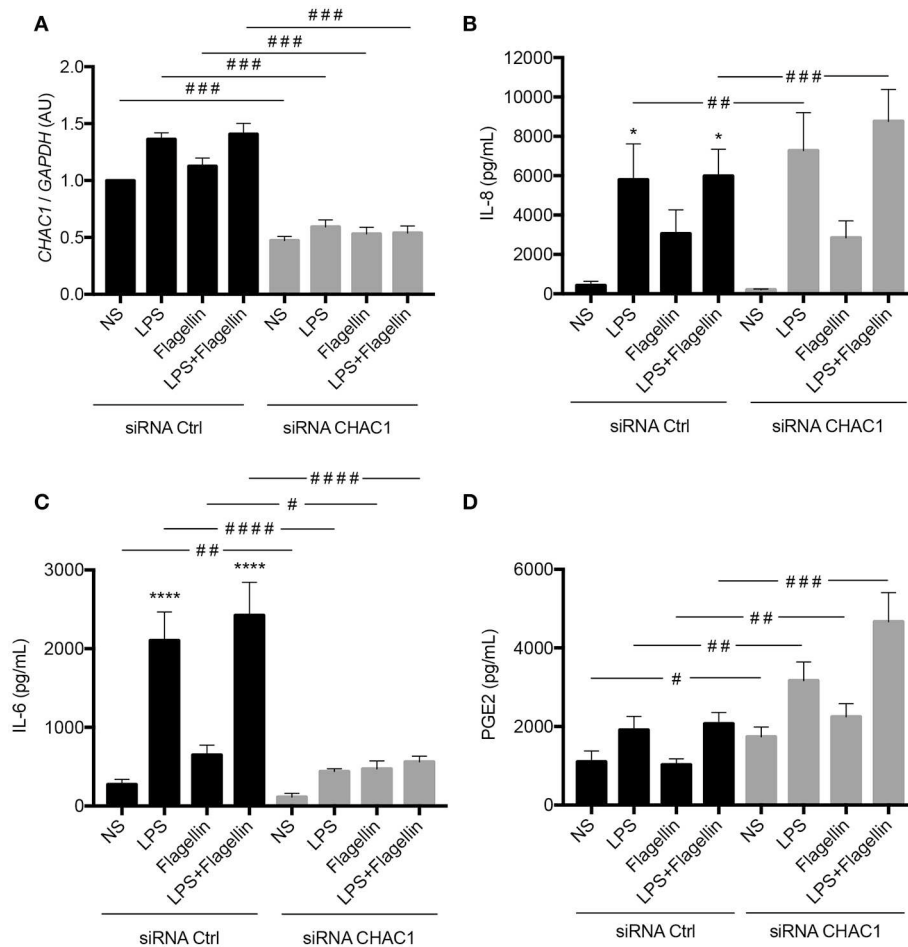 A
###
###
###
###
2.0
1.5
1.0
0.5
0.0
CHAC1 / GAPDH (AU)
NS
LPS
Flagellin
LPS+Flagellin
NS
LPS
Flagellin
LPS+Flagellin
siRNA Ctrl
siRNA CHAC1
B
12000
10000
8000
6000
4000
2000
0
IL-8 (pg/mL)
###
##
*
*
NS
LPS
Flagellin
LPS+Flagellin
NS
LPS
Flagellin
LPS+Flagellin
siRNA Ctrl
siRNA CHAC1
C
####
#
####
##
3000
2000
1000
0
IL-6 (pg/mL)
****
****
NS
LPS
Flagellin
LPS+Flagellin
NS
LPS
Flagellin
LPS+Flagellin
siRNA Ctrl
siRNA CHAC1
D
6000
4000
2000
0
PGE2 (pg/mL)
###
##
##
#
NS
LPS
Flagellin
LPS+Flagellin
NS
LPS
Flagellin
LPS+Flagellin
siRNA Ctrl
siRNA CHAC1